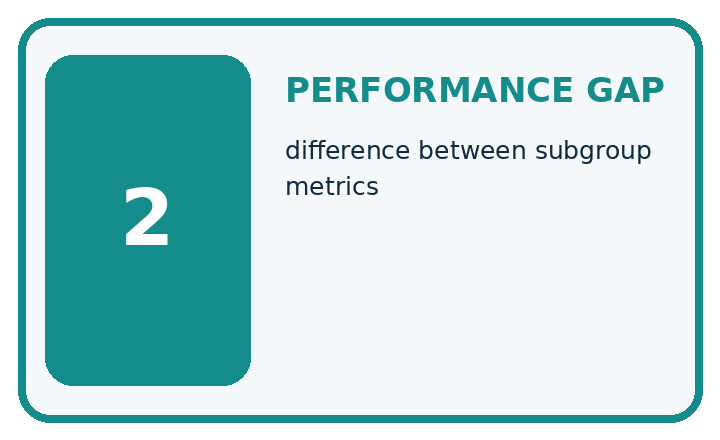 2
PERFORMANCE GAP
difference between subgroup
metrics